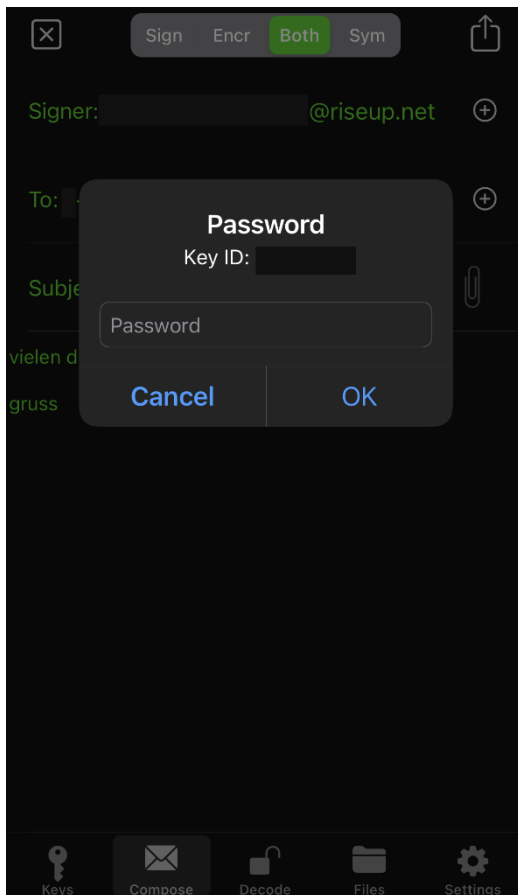 Sign Encr Both Sym
Signer: @riseup.net
To:
Password
Key ID:
Subje
Password
vielen d
Cancel OK
gruss
Keys Compose Decode Files Settings